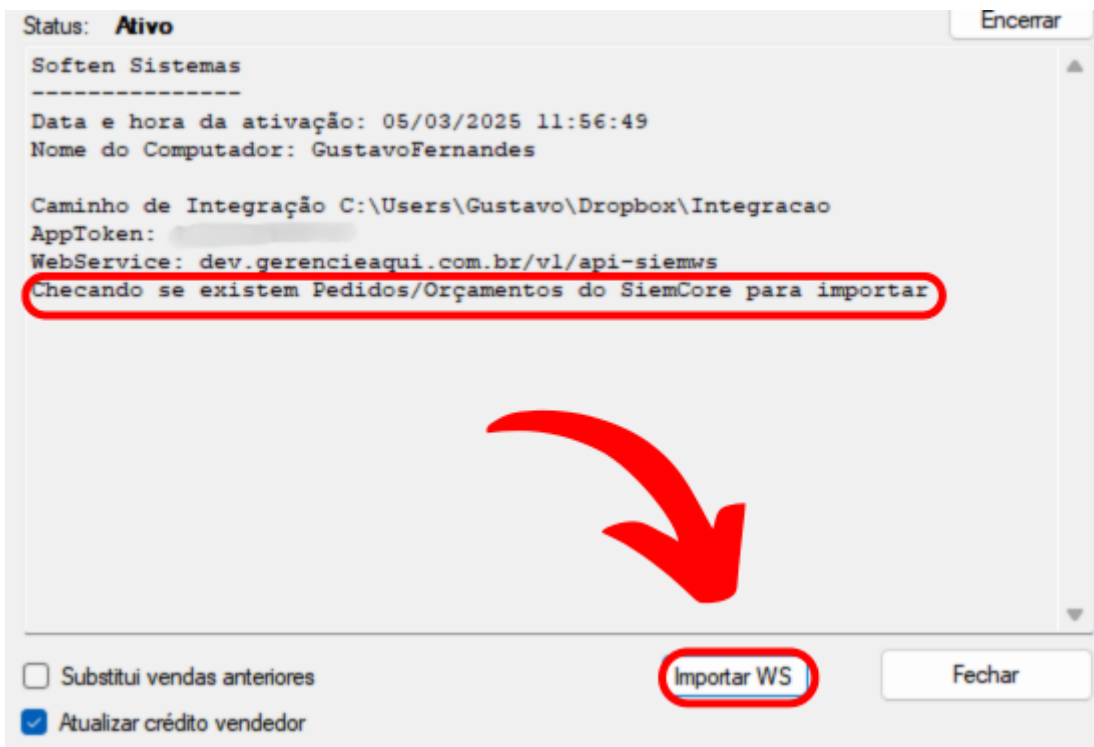 Status: Ativo
Encerrar
Soften Sistemas
---------------
Data e hora da ativação: 05/03/2025 11:56:49
Nome do Computador: GustavoFernandes
Caminho de Integração C:\Users\Gustavo\Dropbox\Integracao
AppToken:
WebService: dev.gerencieaqui.com.br/v1/api-siemws
Checando se existem Pedidos/Orçamentos do SiemCore para importar
Substitui vendas anteriores
Importar WS
Fechar
Atualizar crédito vendedor